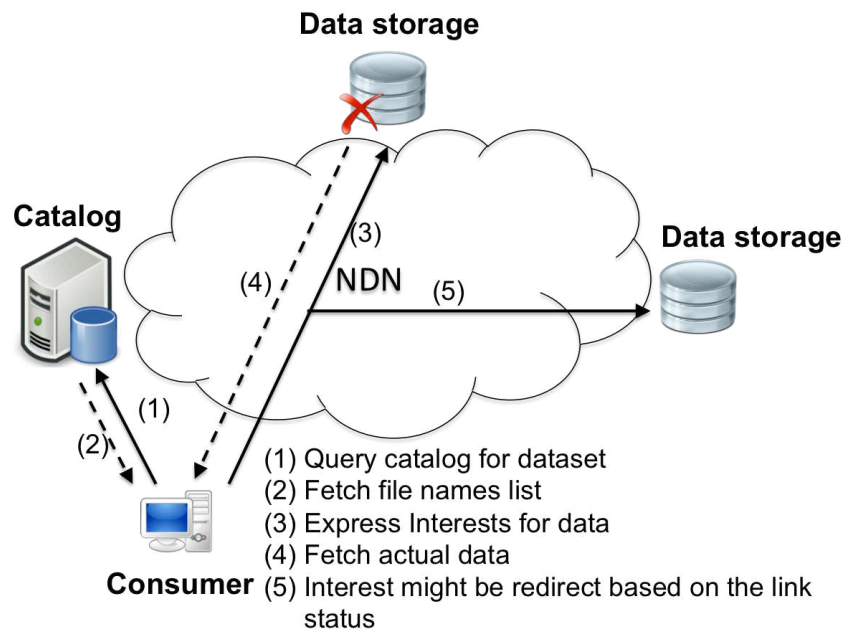 Data storage
Catalog
(3)
Data storage
(4)
NDN
(5)
(1)
(2)
(1) Query catalog for dataset
(2) Fetch file names list
(3) Express Interests for data
(4) Fetch actual data
Consumer
(5) Interest might be redirect based on the link
status